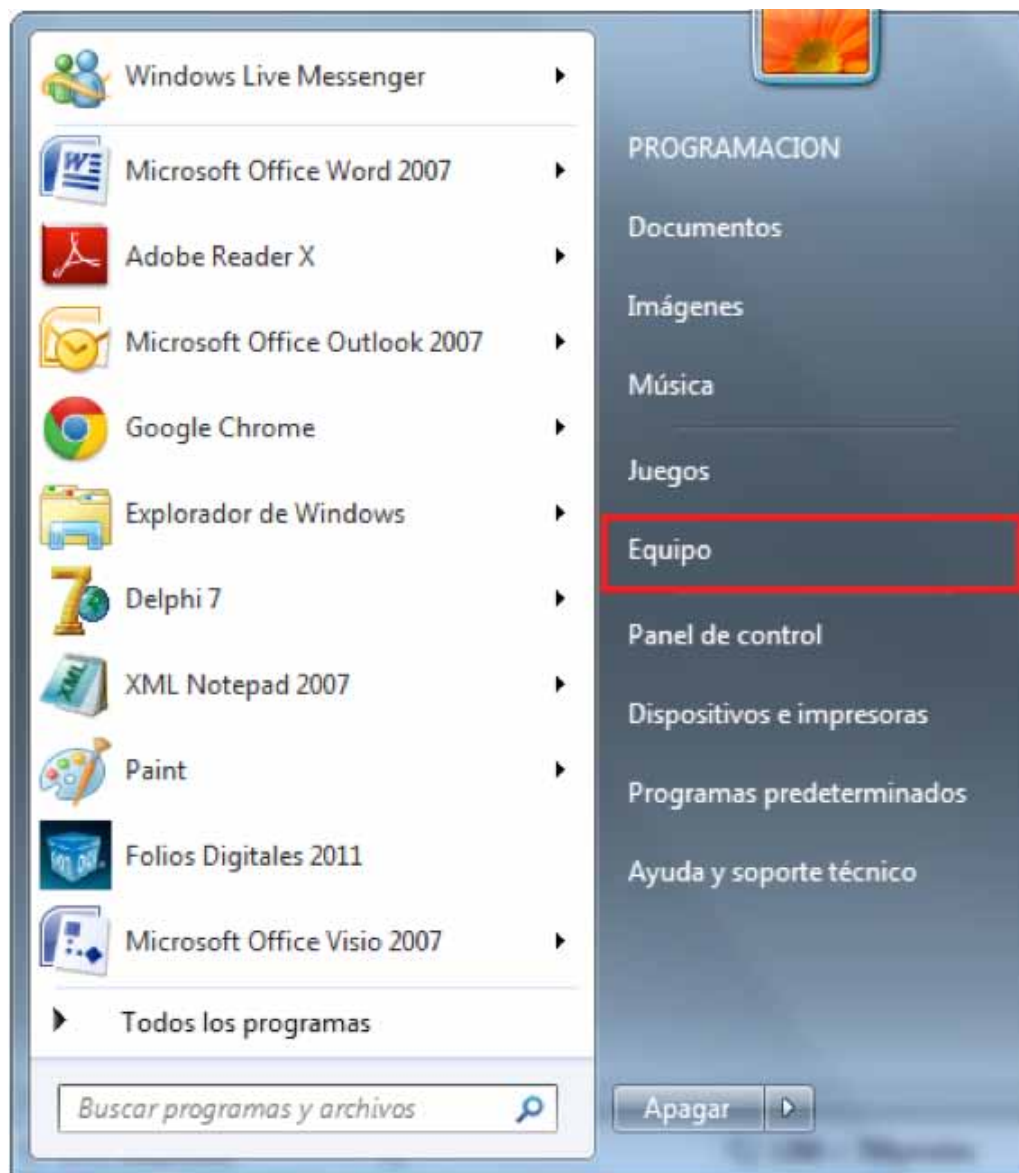 Windows Live Messenger
Microsoft Office Word 2007
Adobe Reader X
Microsoft Office Outlook 2007
Google Chrome
Explorador de Windows
Delphi 7
XML Notepad 2007
Paint
Folios Digitales 2011
Microsoft Office Visio 2007
Todos los programas
Buscar programas y archivos
PROGRAMACION
Documentos
Imágenes
Música
Juegos
Equipo
Panel de control
Dispositivos e impresoras
Programas predeterminados
Ayuda y soporte técnico
Apagar